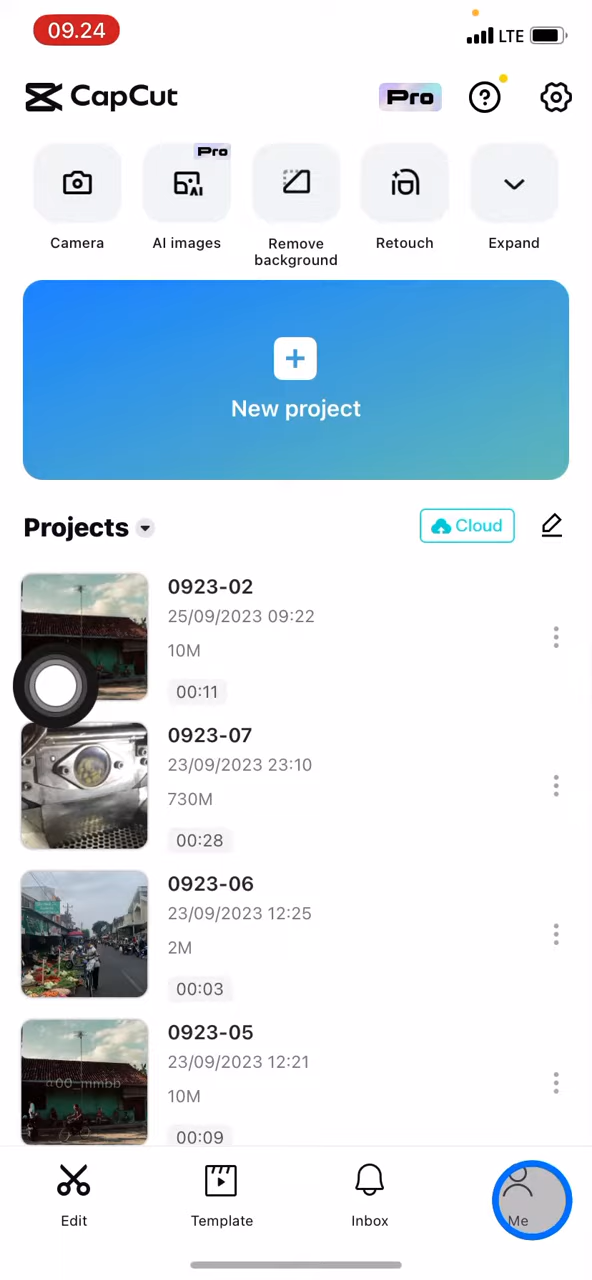 09.24
LTE
CapCut
Pro
Pro
Camera
AI
AI images
Remove
background
Retouch
Expand
New project
Projects
Cloud
0923-02
25/09/2023 09:22
10M
00:11
0923-07
23/09/2023 23:10
730M
00:28
0923-06
23/09/2023 12:25
2M
00:03
0923-05
23/09/2023 12:21
10M
00:09
Edit
Template
Inbox
Me